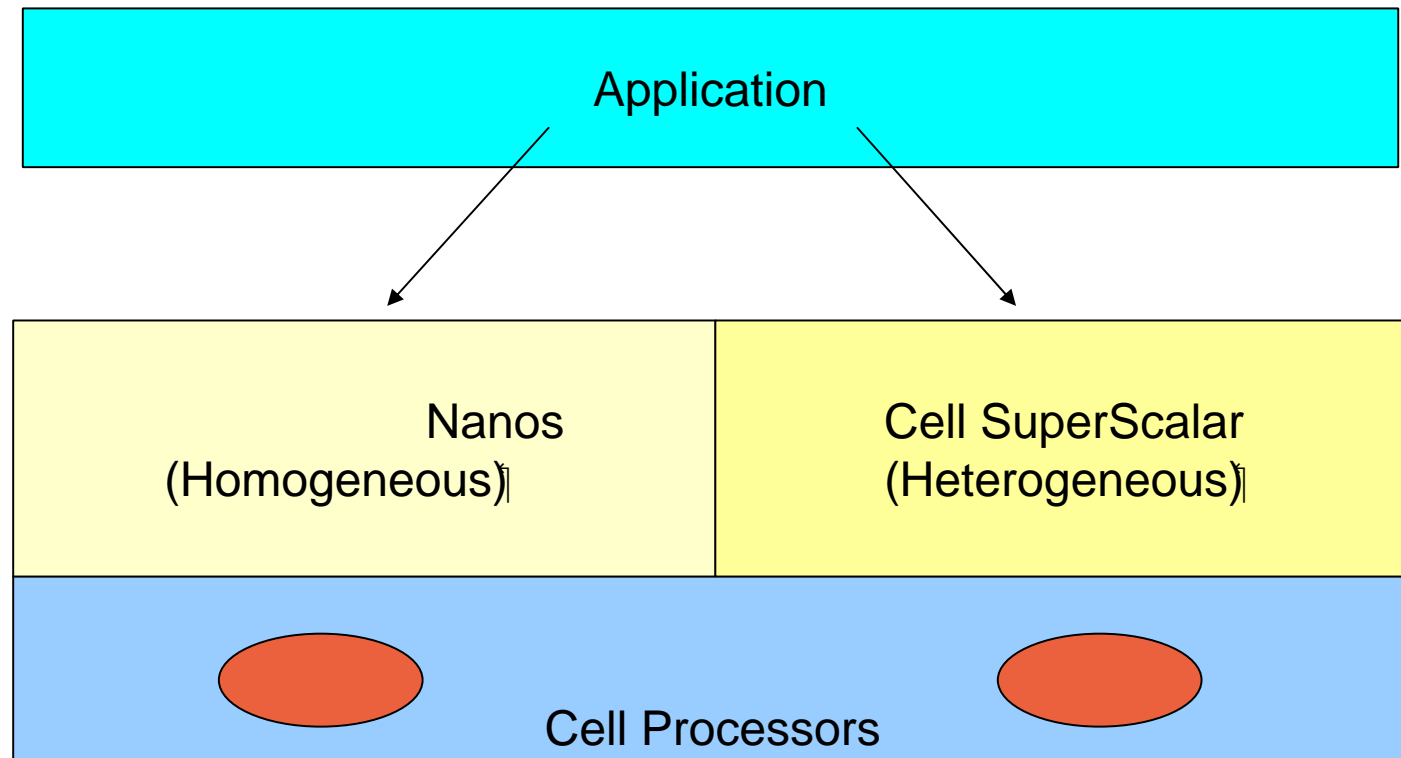 Application
Nanos
(Homogeneous)
Cell SuperScalar
(Heterogeneous)
Cell Processors